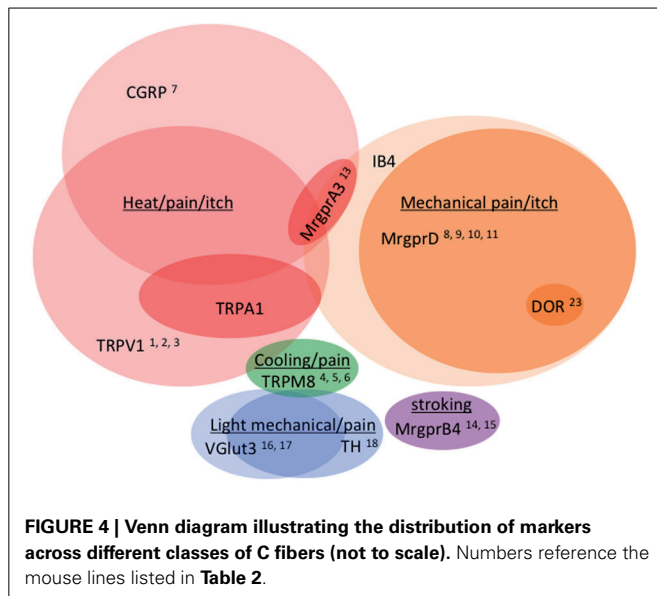 CGRP 7
IB4
MrgprA3 13
Heat/pain/itch
Mechanical pain/itch
MrgprD 8, 9, 10, 11
TRPA1
DOR 23
TRPV1 1, 2, 3
Cooling/pain
TRPM8 4, 5, 6
stroking
MrgprB4 14, 15
Light mechanical/pain
VGlut3 16, 17
TH 18
FIGURE 4 | Venn diagram illustrating the distribution of markers
across different classes of C fibers (not to scale). Numbers reference the
mouse lines listed in Table 2.